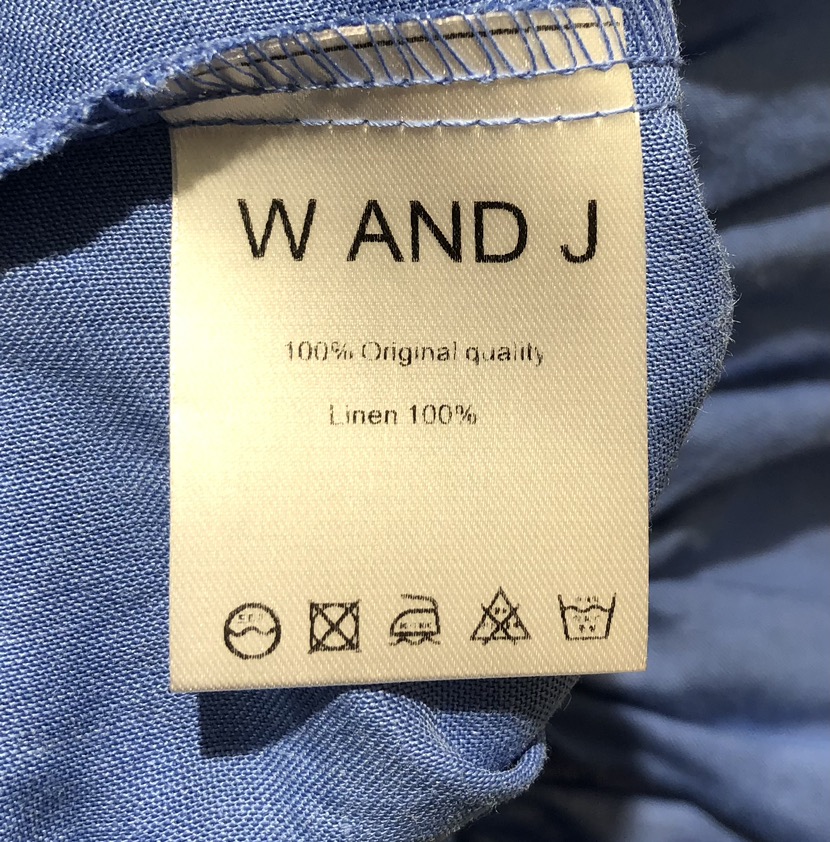 W AND J
100% Original quality
Linen 100%